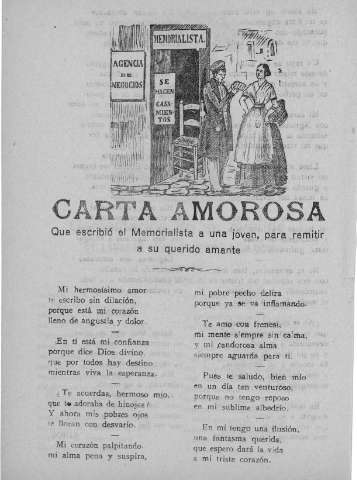 MEMORIALISTA.
AGENCIA
DE
NEGOCIOS
SE
HACEN
CASA-
MIEN-
TOS
CARTA AMOROSA
Que escribió el Memorialista a una joven, para remitir
a su querido amante
Mi hermosísimo amor
te escribo sin dilación,
porque está mi corazón
lleno de angustia y dolor.
En ti está mi confianza
porque dice Dios divino
que por todos hay destino
mientras viva la esperanza.
¿Te acuerdas, hermoso mío,
que te adoraba de hinojos?
Y ahora mis pobres ojos
te lloran con desvarío.
Mi corazón palpitando
mi alma pena y suspira,
mi pobre pecho delira
porque ya se va inflamando.
Te amo con frenesí,
mi mente siempre sin calma,
y mi candorosa alma
siempre aguarda para ti.
Pues te saludo, bien mío
en un día tan venturoso,
porque no tengo reposo
en mi sublime albedrío.
En mi tengo una ilusión,
una fantasma querida,
que espero dará la vida
a mi triste corazón.